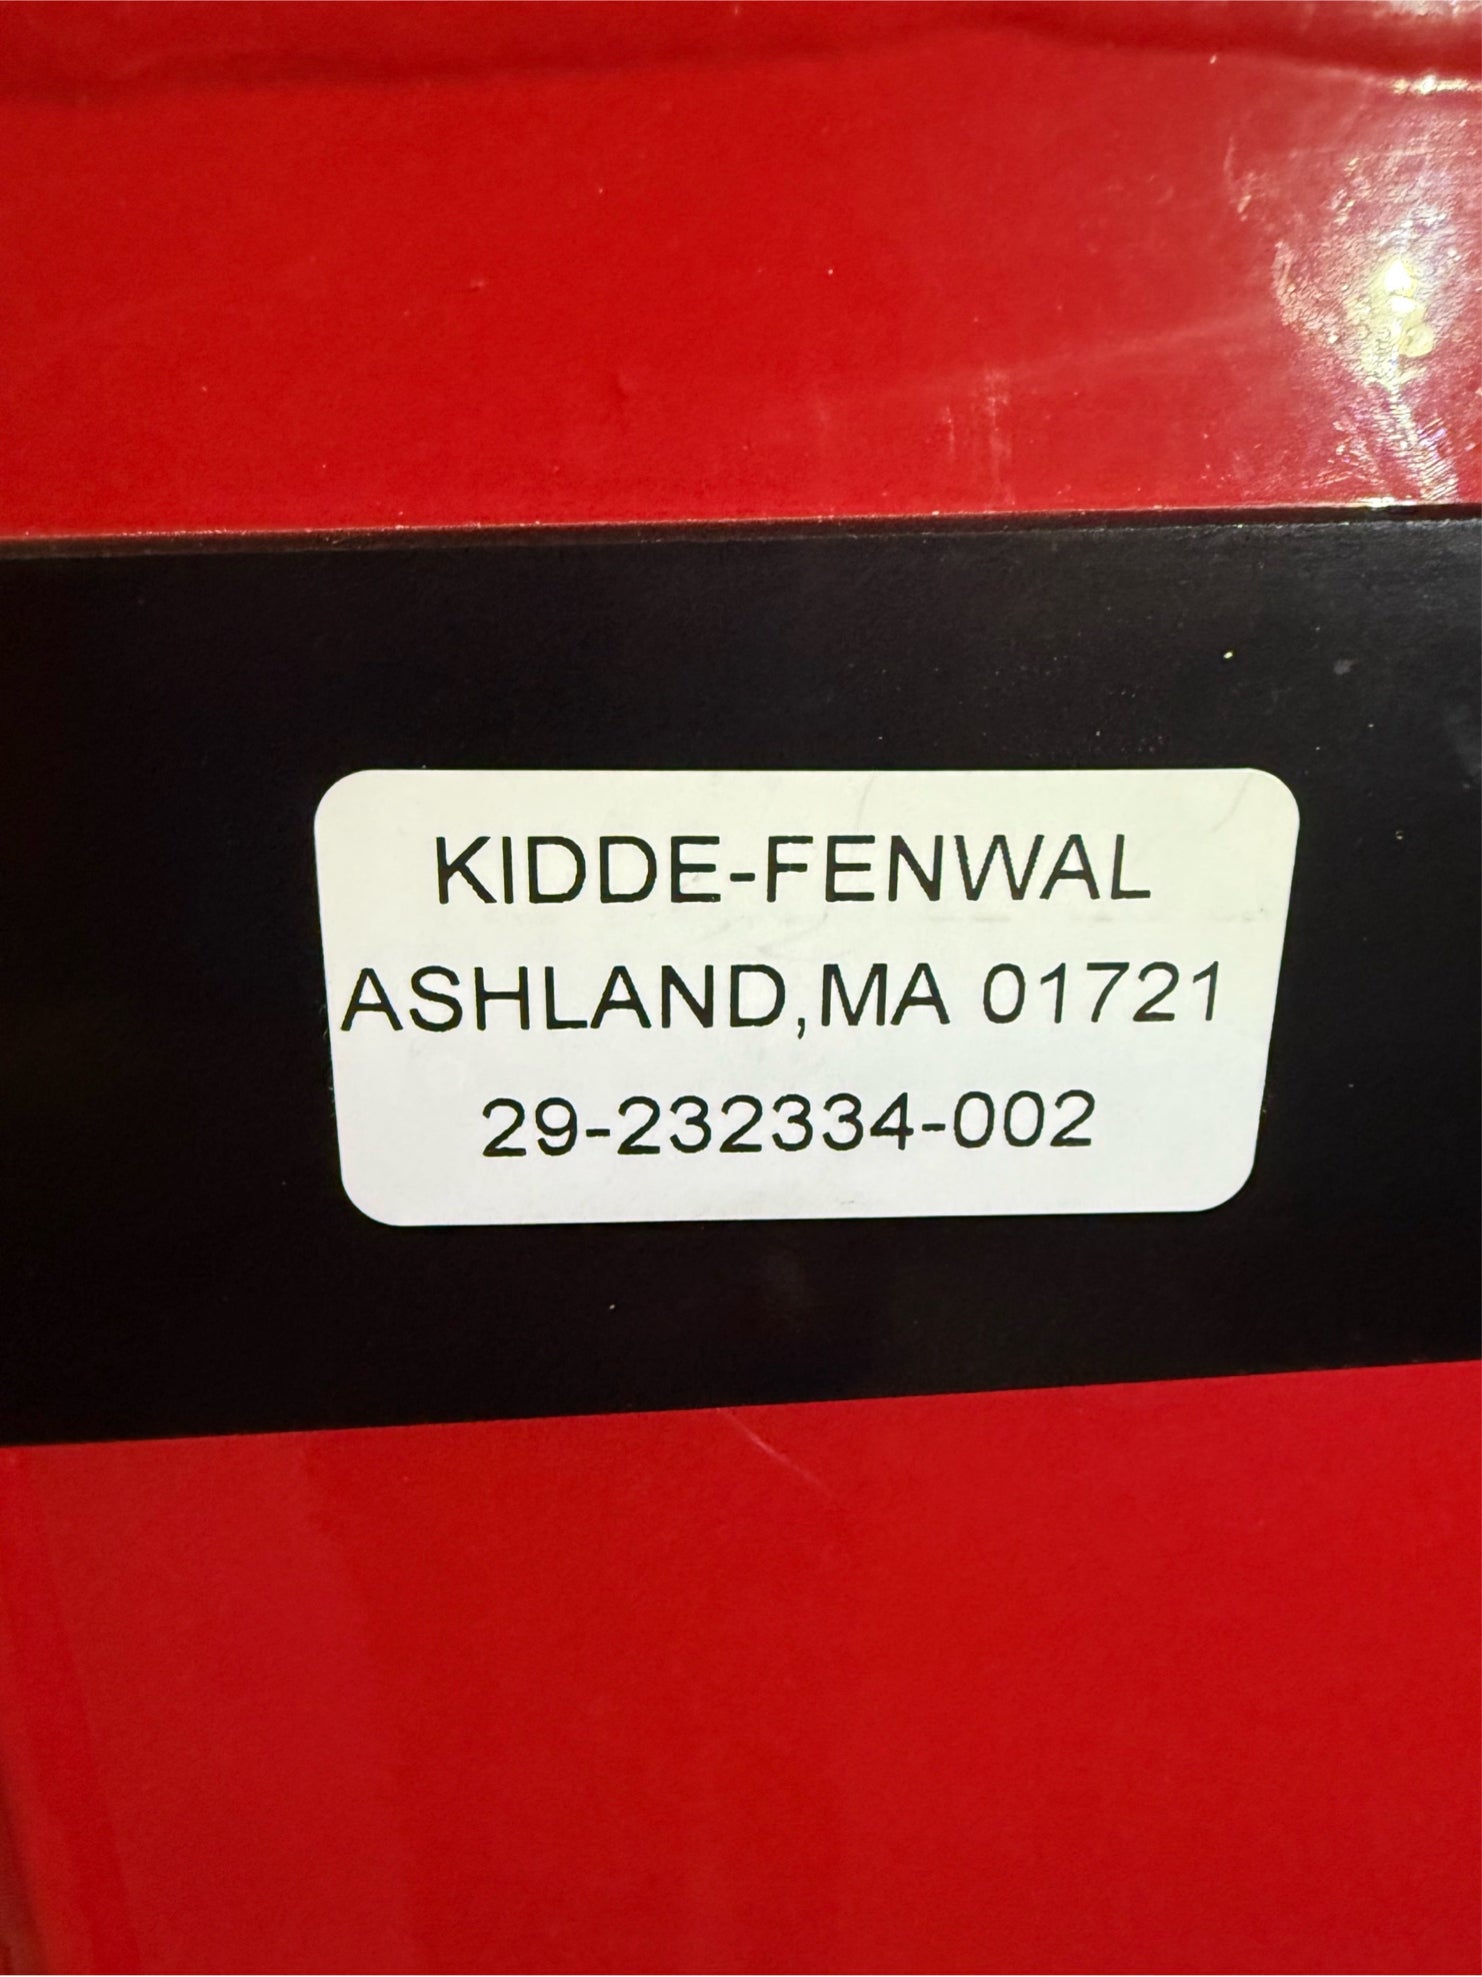 KIDDE-FENWAL
ASHLAND,MA 01721
29-232334-002